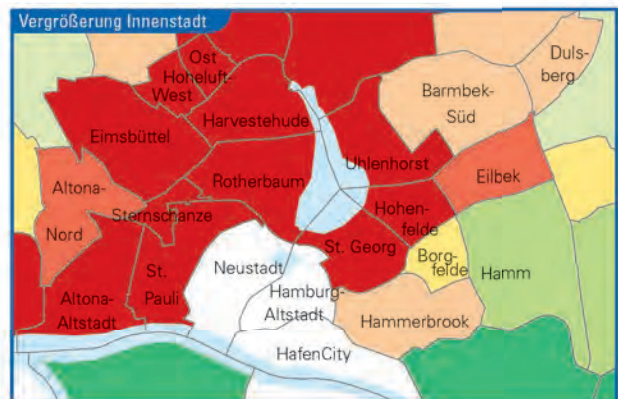 Vergrößerung Innenstadt
Ost
Hoheluft-
West
Duls-
berg
Barmbek-
Süd
Eimsbüttel
Harvestehude
Uhlenhorst
Eilbek
Altona-
Nord
Rotherbaum
Sternschanze
Hohen-
felde
St. Georg
Borg-
felde
Hamm
Neustadt
St.
Pauli
Altona-
Altstadt
Hamburg-
Altstadt
Hammerbrook
HafenCity